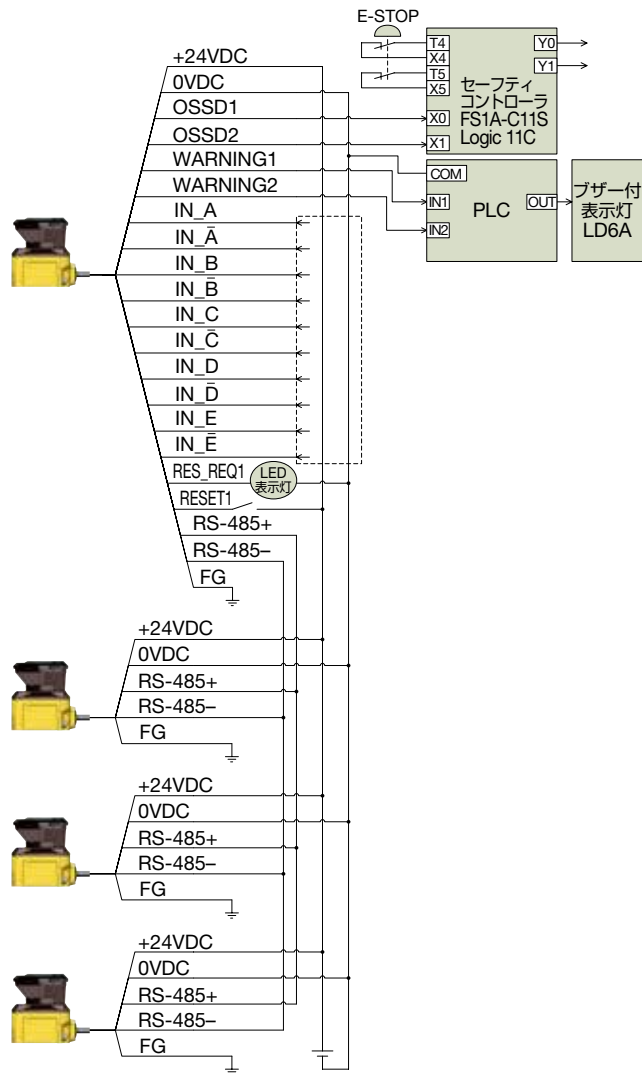 E-STOP
+24VDC
0VDC
OSSD1
OSSD2
WARNING1
WARNING2
IN_A
IN_A̅
IN_B
IN_B̅
IN_C
IN_C̅
IN_D
IN_D̅
IN_E
IN_E̅
RES_REQ1
LED
表示灯
RESET1
RS-485+
RS-485−
FG
T4
X4
T5
X5
X0
X1
Y0
Y1
セーフティ
コントローラ
FS1A-C11S
Logic 11C
COM
IN1
IN2
PLC
OUT
ブザー付
表示灯
LD6A
+24VDC
0VDC
RS-485+
RS-485−
FG
+24VDC
0VDC
RS-485+
RS-485−
FG
+24VDC
0VDC
RS-485+
RS-485−
FG